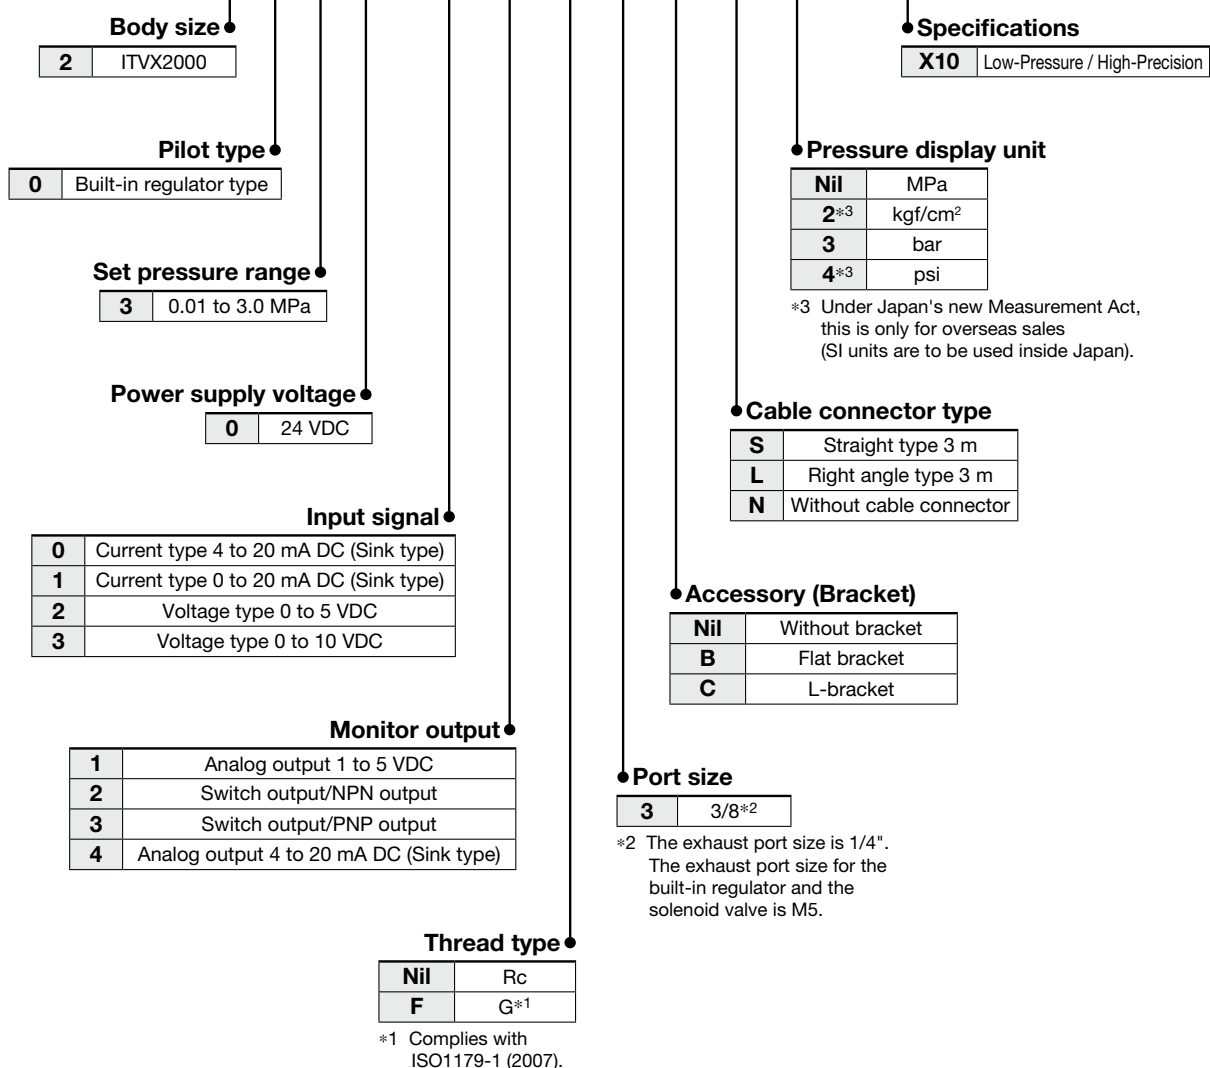 Body size
2 ITVX2000
Pilot type
0 Built-in regulator type
Set pressure range
3 0.01 to 3.0 MPa
Power supply voltage
0 24 VDC
Input signal
0 Current type 4 to 20 mA DC (Sink type)
1 Current type 0 to 20 mA DC (Sink type)
2 Voltage type 0 to 5 VDC
3 Voltage type 0 to 10 VDC
Monitor output
1 Analog output 1 to 5 VDC
2 Switch output/NPN output
3 Switch output/PNP output
4 Analog output 4 to 20 mA DC (Sink type)
Thread type
Nil Rc
F G*1
*1 Complies with
ISO1179-1 (2007).
Specifications
X10 Low-Pressure / High-Precision
Pressure display unit
Nil MPa
2*3 kgf/cm²
3 bar
4*3 psi
*3 Under Japan's new Measurement Act,
this is only for overseas sales
(SI units are to be used inside Japan).
Cable connector type
S Straight type 3 m
L Right angle type 3 m
N Without cable connector
Accessory (Bracket)
Nil Without bracket
B Flat bracket
C L-bracket
Port size
3 3/8*2
*2 The exhaust port size is 1/4".
The exhaust port size for the
built-in regulator and the
solenoid valve is M5.